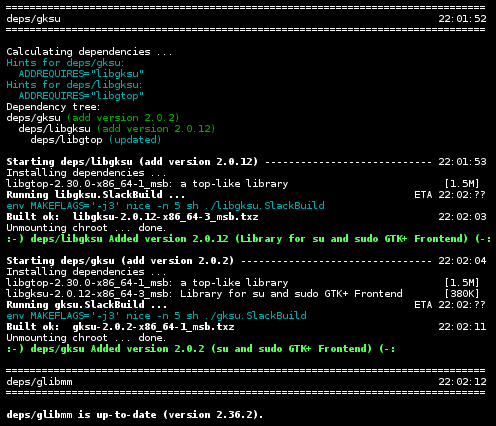 ================================================================================
deps/gksu 22:01:52
================================================================================
Calculating dependencies ...
Hints for deps/gksu:
  ADDREQUIRES="libgksu"
Hints for deps/libgksu:
  ADDREQUIRES="libgtop"
Dependency tree:
deps/gksu (add version 2.0.2)
  deps/libgksu (add version 2.0.12)
    deps/libgtop (updated)
Starting deps/libgksu (add version 2.0.12) ---------------------------- 22:01:53
Installing dependencies ...
libgtop-2.30.0-x86_64-1_msb: a top-like library [1.5M]
Running libgksu.SlackBuild ... ETA 22:02:??
env MAKEFLAGS='-j3' nice -n 5 sh ./libgksu.SlackBuild
Built ok:  libgksu-2.0.12-x86_64-3_msb.txz 22:02:03
Unmounting chroot ... done.
:-) deps/libgksu Added version 2.0.12 (Library for su and sudo GTK+ Frontend) (-:
Starting deps/gksu (add version 2.0.2) -------------------------------- 22:02:04
Installing dependencies ...
libgtop-2.30.0-x86_64-1_msb: a top-like library [1.5M]
libgksu-2.0.12-x86_64-3_msb: Library for su and sudo GTK+ Frontend [380K]
Running gksu.SlackBuild ... ETA 22:02:??
env MAKEFLAGS='-j3' nice -n 5 sh ./gksu.SlackBuild
Built ok:  gksu-2.0.2-x86_64-1_msb.txz 22:02:11
Unmounting chroot ... done.
:-) deps/gksu Added version 2.0.2 (su and sudo GTK+ Frontend) (-:
================================================================================
deps/glibmm 22:02:12
================================================================================
deps/glibmm is up-to-date (version 2.36.2).